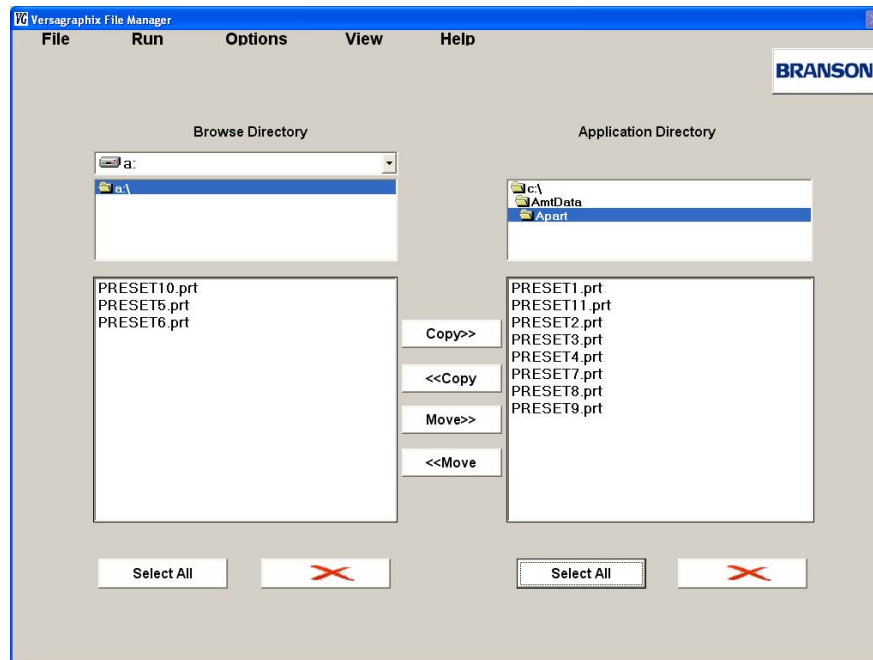 VG Versagraphix File Manager
File Run Options View Help
BRANSON
Browse Directory
Application Directory
a:
a:\
c:\
AmtData
Apart
PRESET10.prt
PRESET5.prt
PRESET6.prt
Copy>>
<<Copy
Move>>
<<Move
PRESET1.prt
PRESET11.prt
PRESET2.prt
PRESET3.prt
PRESET4.prt
PRESET7.prt
PRESET8.prt
PRESET9.prt
Select All
Select All